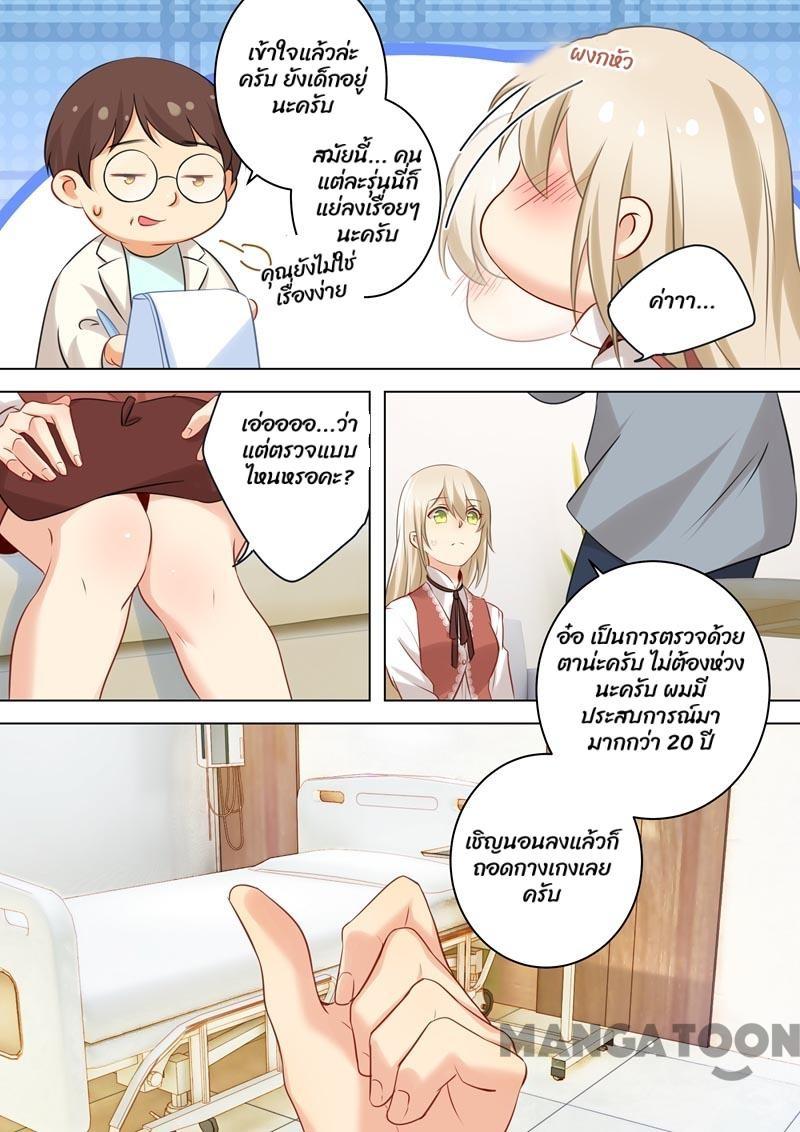 เข้าใจแล้วล่ะ
ครับ ยังเด็กอยู่
นะครับ
สมัยนี้... คน
แต่ละรุ่นนี่ก็
แย่ลงเรื่อยๆ
นะครับ
คุณยังไม่ใช่
เรื่องง่าย
ผงกหัว
ค่าาา...
เอ่ออออ...ว่า
แต่ตรวจแบบ
ไหนหรอคะ?
อ๋อ เป็นการตรวจด้วย
ตาน่ะครับ ไม่ต้องห่วง
นะครับ ผมมี
ประสบการณ์มา
มากกว่า 20 ปี
เชิญนอนลงแล้วก็
ถอดกางเกงเลย
ครับ
MANGATOON